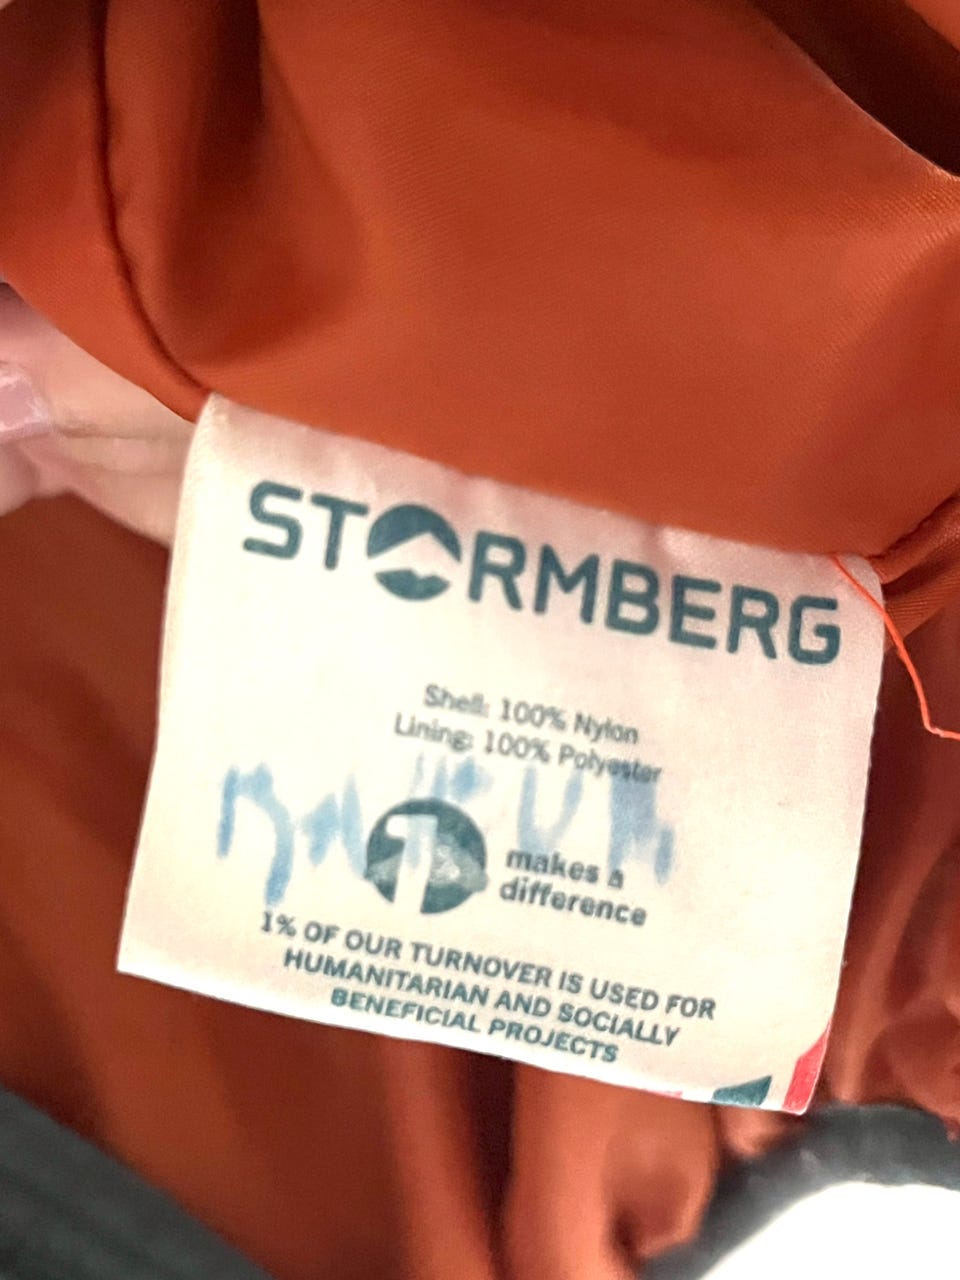 STORMBERG
Shell: 100% Nylon
Lining: 100% Polyester
1
makes a
difference
1% OF OUR TURNOVER IS USED FOR
HUMANITARIAN AND SOCIALLY
BENEFICIAL PROJECTS